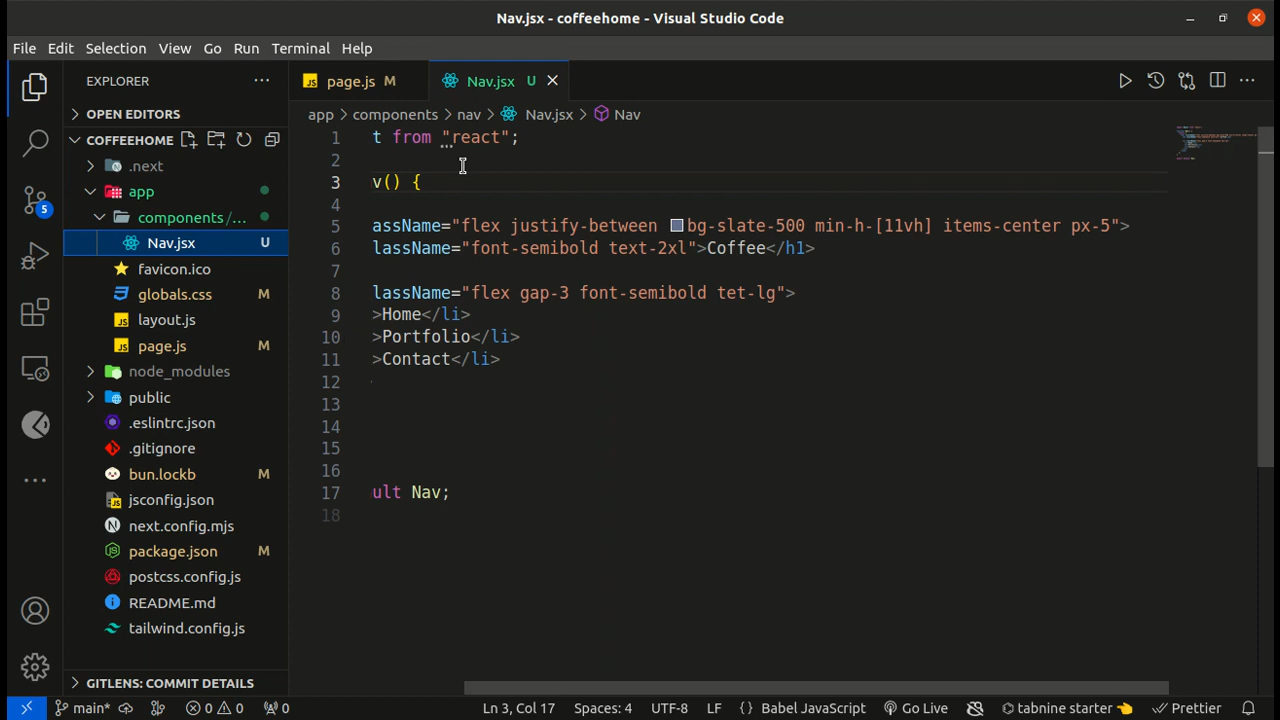 Nav.jsx - coffeehome - Visual Studio Code
File Edit Selection View Go Run Terminal Help
EXPLORER ...
page.js M
Nav.jsx U
OPEN EDITORS
app > components > nav > Nav.jsx > Nav
COFFEEHOME
.next
app
components/...
Nav.jsx U
favicon.ico
globals.css M
layout.js
page.js M
node_modules
public
.eslintrc.json
.gitignore
bun.lockb M
jsconfig.json
next.config.mjs
package.json M
postcss.config.js
README.md
tailwind.config.js
GITLENS: COMMIT DETAILS
5
1 t from "react";
2
3 v() {
4
5 assName="flex justify-between bg-slate-500 min-h-[11vh] items-center px-5">
6 lassName="font-semibold text-2xl">Coffee</h1>
7
8 lassName="flex gap-3 font-semibold tet-lg">
9 >Home</li>
10 >Portfolio</li>
11 >Contact</li>
12
13
14
15
16
17 ult Nav;
18
main* 0 0 0 Ln 3, Col 17 Spaces: 4 UTF-8 LF {} Babel JavaScript Go Live tabnine starter 👈 Prettier